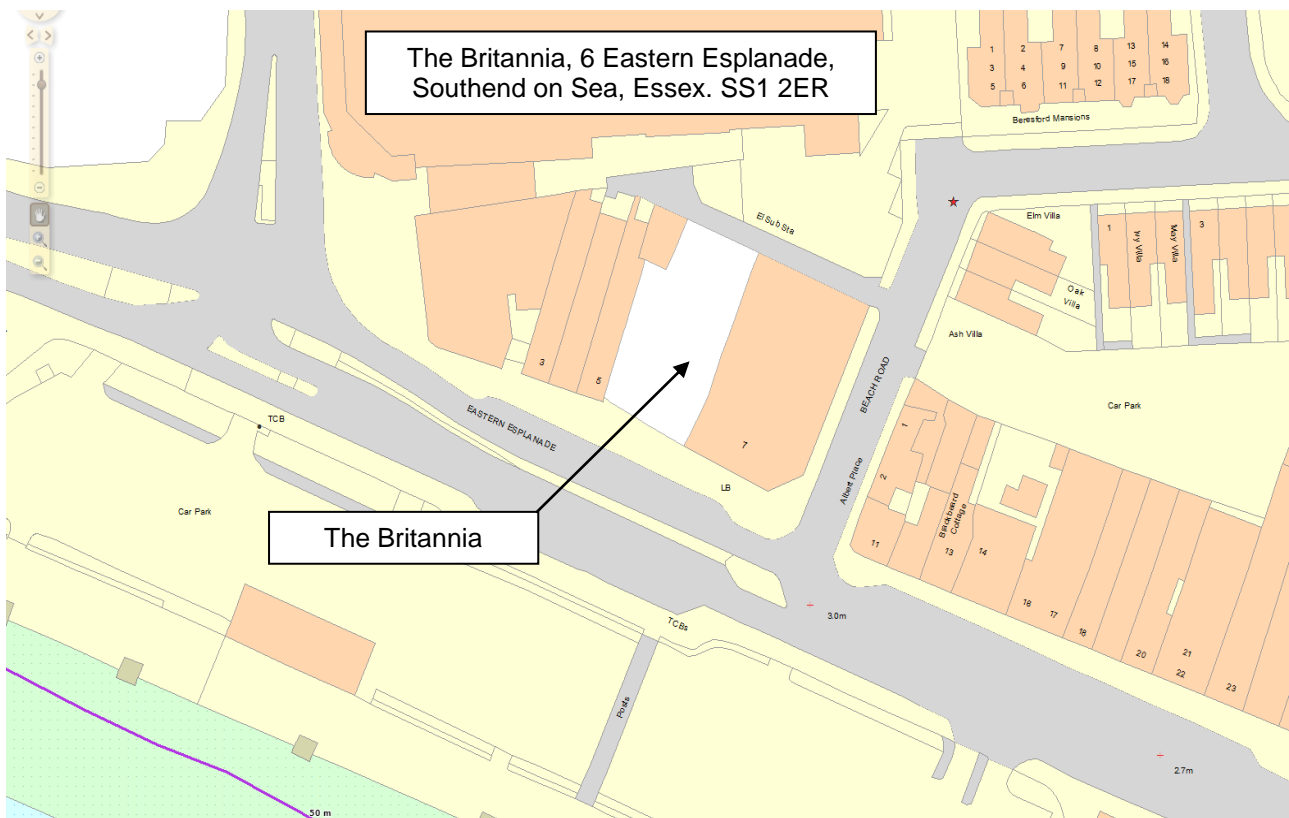 The Britannia, 6 Eastern Esplanade,
Southend on Sea, Essex. SS1 2ER
1 2 7 8 13 14
3 4 9 10 15 16
5 6 11 12 17 18
Beresford Mansions
El Sub Sta
Elm Villa
1
Ivy Villa
May Villa
3
Oak
Villa
Ash Villa
BEACH ROAD
Car Park
3
5
7
TCB
EASTERN ESPLANADE
LB
Albert Place
1
2
Blackbeard
Cottage
11
13
14
16
17
18
20
21
22
23
Car Park
The Britannia
3.0m
TCBs
Posts
2.7m
50 m